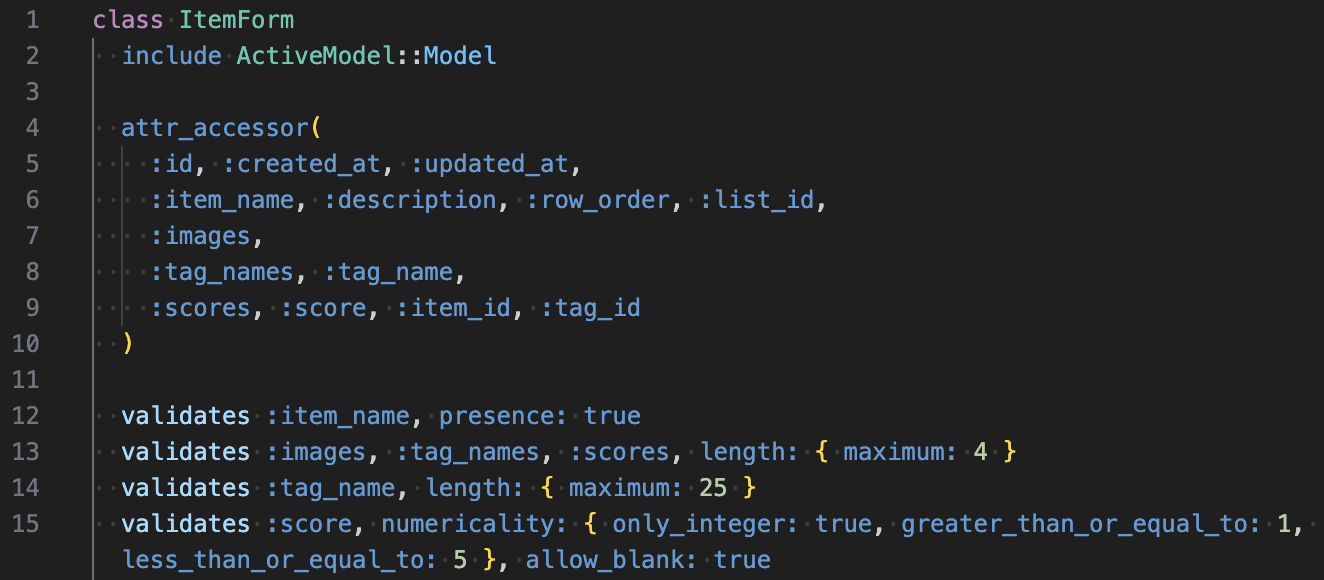 1 class ItemForm
2 include ActiveModel::Model
3
4 attr_accessor(
5 :id, :created_at, :updated_at,
6 :item_name, :description, :row_order, :list_id,
7 :images,
8 :tag_names, :tag_name,
9 :scores, :score, :item_id, :tag_id
10 )
11
12 validates :item_name, presence: true
13 validates :images, :tag_names, :scores, length: { maximum: 4 }
14 validates :tag_name, length: { maximum: 25 }
15 validates :score, numericality: { only_integer: true, greater_than_or_equal_to: 1,
less_than_or_equal_to: 5 }, allow_blank: true